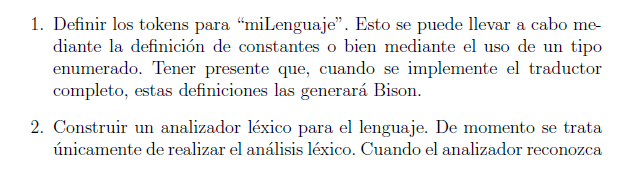 1. Definir los tokens para “miLenguaje”. Esto se puede llevar a cabo me-
diante la definición de constantes o bien mediante el uso de un tipo
enumerado. Tener presente que, cuando se implemente el traductor
completo, estas definiciones las generará Bison.
2. Construir un analizador léxico para el lenguaje. De momento se trata
únicamente de realizar el análisis léxico. Cuando el analizador reconozca